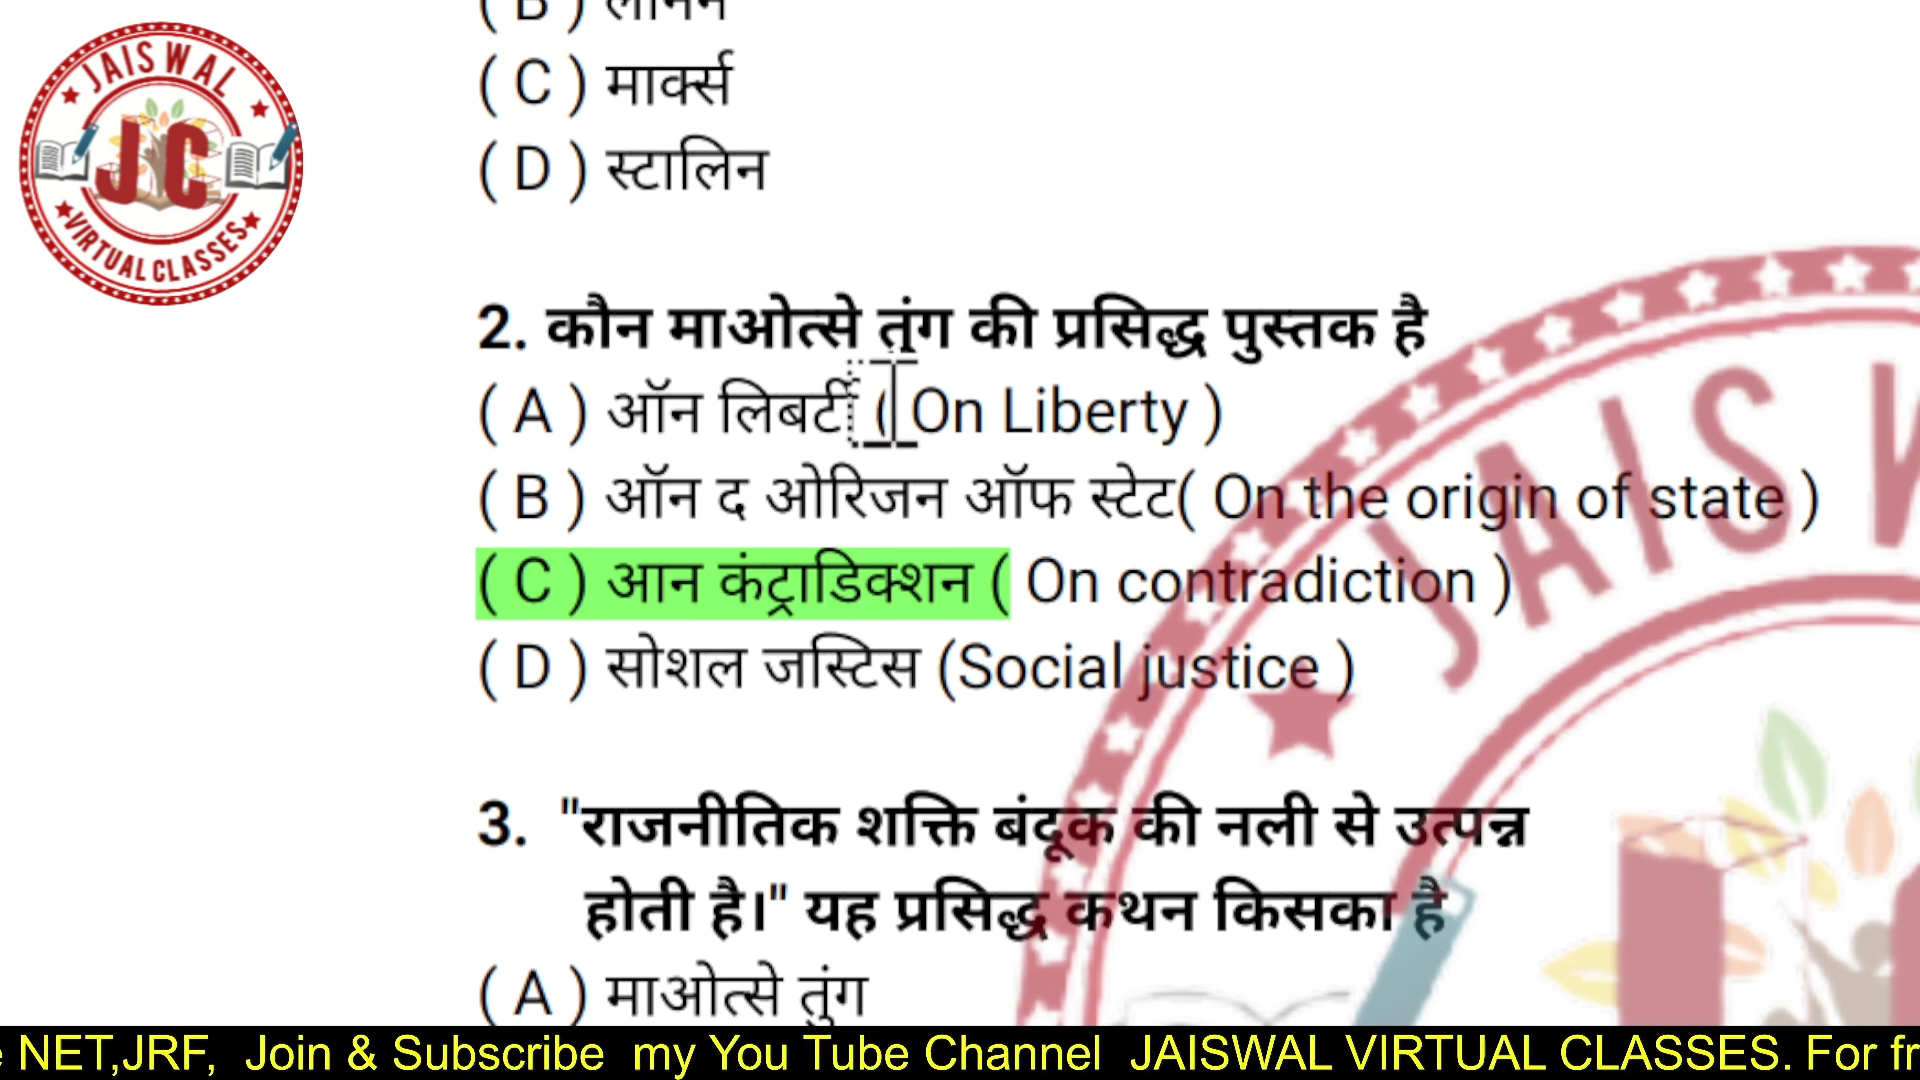 JAISWAL
JC
VIRTUAL CLASSES
( B ) लेनिन
( C ) मार्क्स
( D ) स्टालिन
2. कौन माओत्से तुंग की प्रसिद्ध पुस्तक है
( A ) ऑन लिबर्टी ( On Liberty )
( B ) ऑन द ओरिजन ऑफ स्टेट( On the origin of state )
( C ) आन कंट्राडिक्शन ( On contradiction )
( D ) सोशल जस्टिस (Social justice )
JAIS
3. "राजनीतिक शक्ति बंदूक की नली से उत्पन्न
होती है।" यह प्रसिद्ध कथन किसका है
( A ) माओत्से तुंग
NET,JRF, Join & Subscribe my You Tube Channel JAISWAL VIRTUAL CLASSES. For